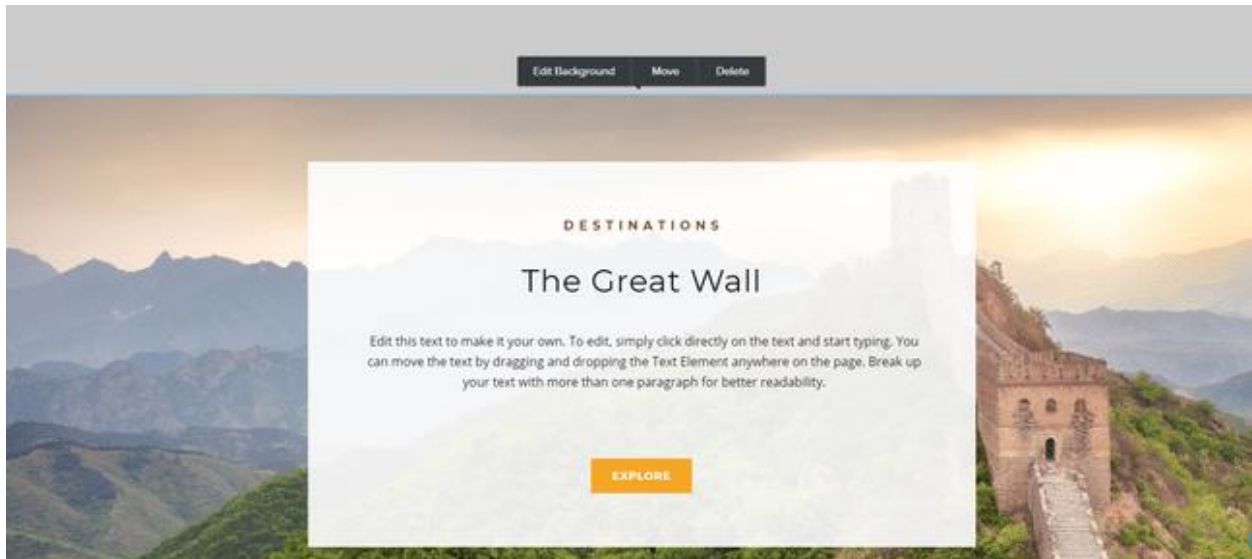 Edit Background Move Delete
DESTINATIONS
The Great Wall
Edit this text to make it your own. To edit, simply click directly on the text and start typing. You
can move the text by dragging and dropping the Text Element anywhere on the page. Break up
your text with more than one paragraph for better readability.
EXPLORE